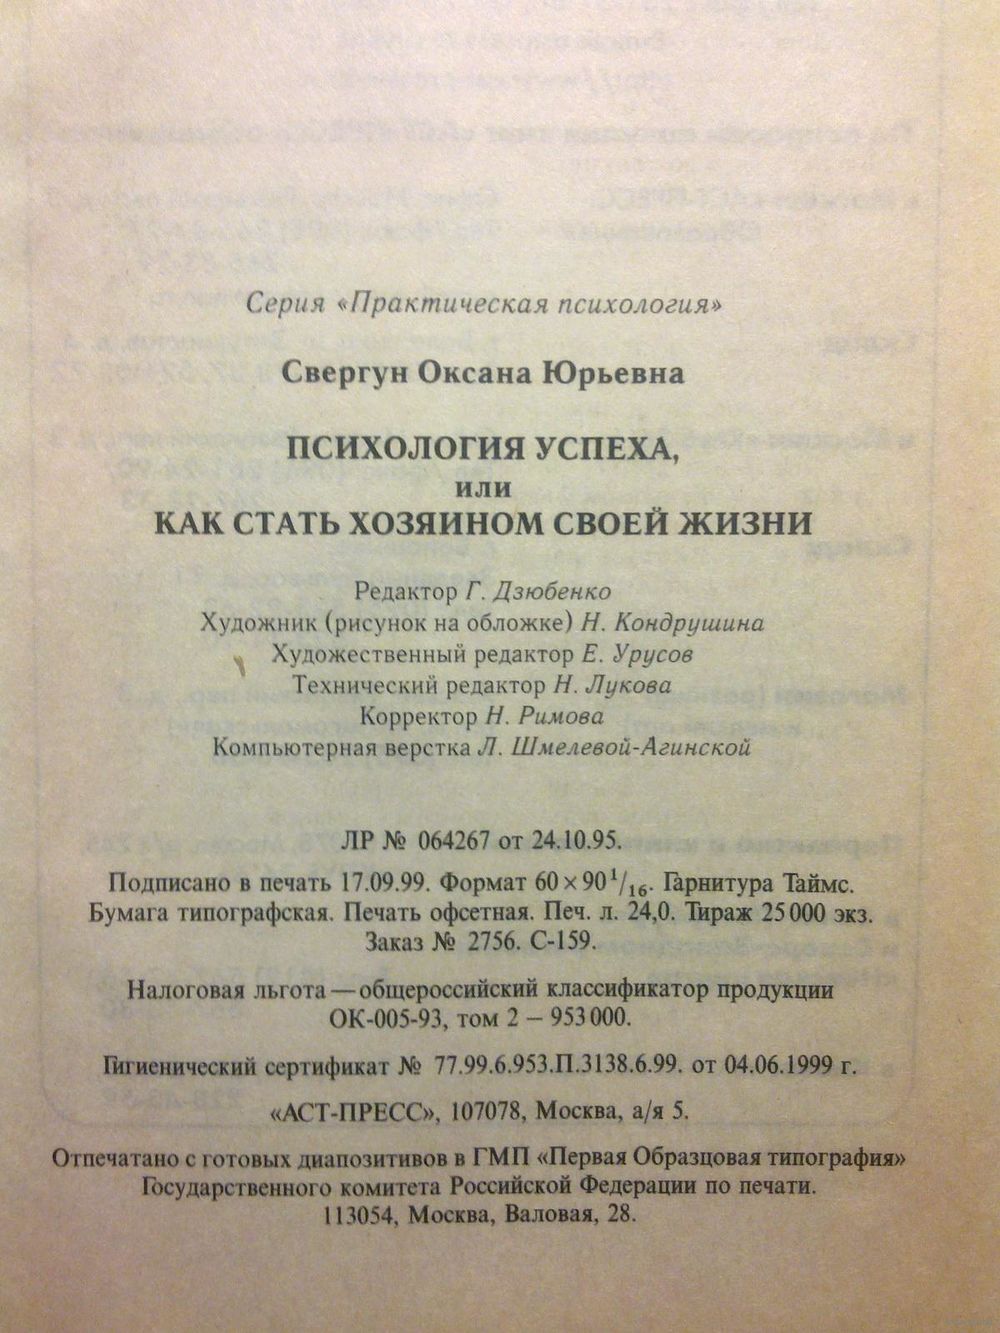 Серия «Практическая психология»
Свергун Оксана Юрьевна
ПСИХОЛОГИЯ УСПЕХА,
или
КАК СТАТЬ ХОЗЯИНОМ СВОЕЙ ЖИЗНИ
Редактор Г. Дзюбенко
Художник (рисунок на обложке) Н. Кондрушина
Художественный редактор Е. Урусов
Технический редактор Н. Лукова
Корректор Н. Римова
Компьютерная верстка Л. Шмелевой-Агинской
ЛР № 064267 от 24.10.95.
Подписано в печать 17.09.99. Формат 60×90 1/16. Гарнитура Таймс.
Бумага типографская. Печать офсетная. Печ. л. 24,0. Тираж 25 000 экз.
Заказ № 2756. С-159.
Налоговая льгота — общероссийский классификатор продукции
ОК-005-93, том 2 – 953 000.
Гигиенический сертификат № 77.99.6.953.П.3138.6.99. от 04.06.1999 г.
«АСТ-ПРЕСС», 107078, Москва, а/я 5.
Отпечатано с готовых диапозитивов в ГМП «Первая Образцовая типография»
Государственного комитета Российской Федерации по печати.
113054, Москва, Валовая, 28.